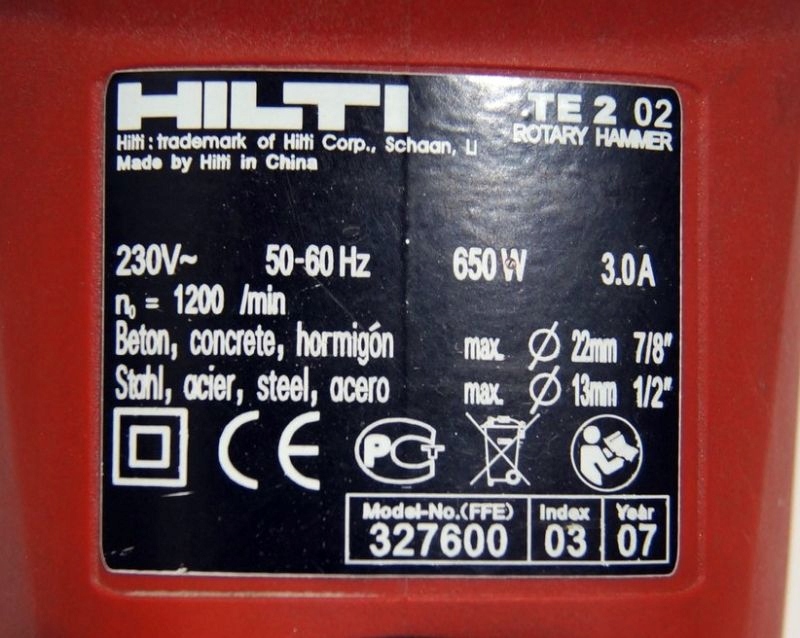 HILTI
TE 2 02
ROTARY HAMMER
Hilti : trademark of Hilti Corp., Schaan, LI
Made by Hilti in China
230V~ 50-60 Hz 650 W 3.0 A
n₀ = 1200 /min
Beton, concrete, hormigón max. Ø 22mm 7/8"
Stahl, acier, steel, acero max. Ø 13mm 1/2"
CE PCT
Model-No.(FFE) Index Year
327600 03 07